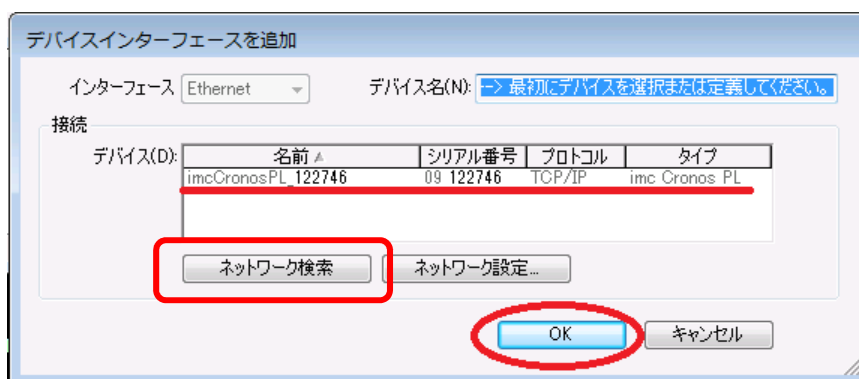 デバイスインターフェースを追加
インターフェース Ethernet デバイス名(N): --> 最初にデバイスを選択または定義してください。
接続
デバイス(D): 名前 シリアル番号 プロトコル タイプ
imcCronosPL_122746 09 122746 TCP/IP imc Cronos PL
ネットワーク検索 ネットワーク設定...
OK キャンセル